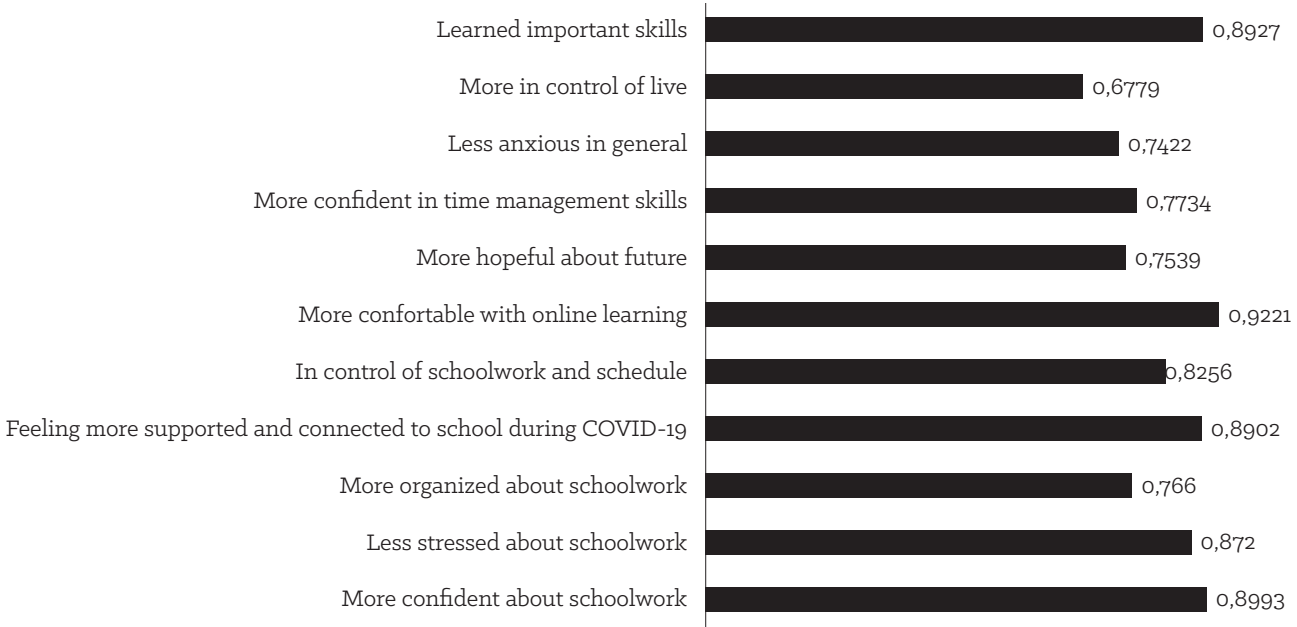 Learned important skills 0,8927
More in control of live 0,6779
Less anxious in general 0,7422
More confident in time management skills 0,7734
More hopeful about future 0,7539
More confortable with online learning 0,9221
In control of schoolwork and schedule 0,8256
Feeling more supported and connected to school during COVID-19 0,8902
More organized about schoolwork 0,766
Less stressed about schoolwork 0,872
More confident about schoolwork 0,8993